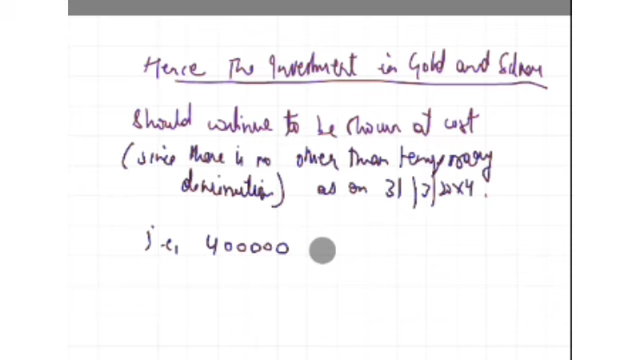 Hence The Investment in Gold and Silver
should continue to be shown at cost
(since there is no other than temporary
diminution) as on 31/3/20X4.
i.e, 400000